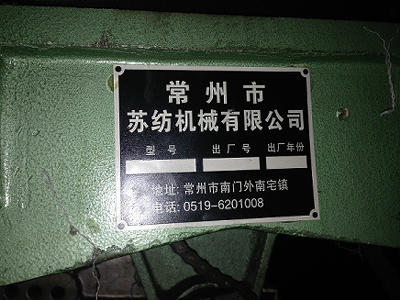 常州市
苏纺机械有限公司
型号 出厂号 出厂年份
地址:常州市南门外南宅镇
电话:0519-6201008